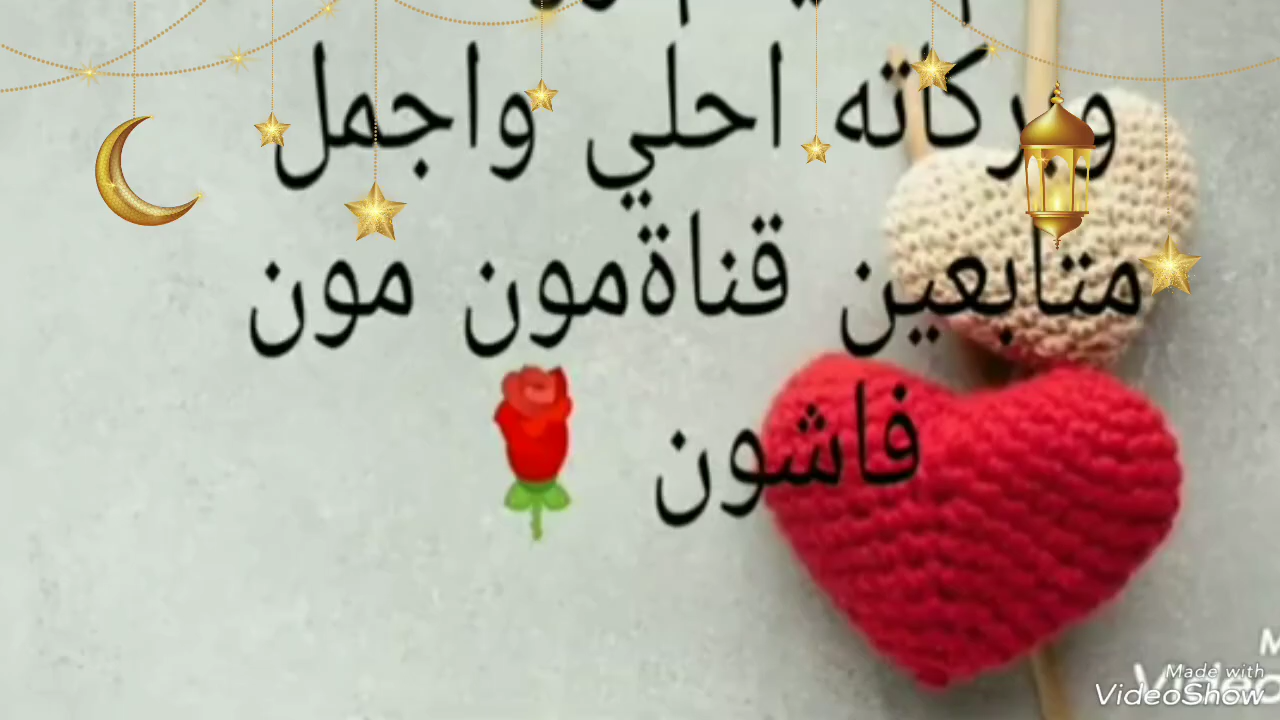 وبركاته احلي واجمل
متابعين قناةمون مون
فاشون 🌹
Made with
VideoShow